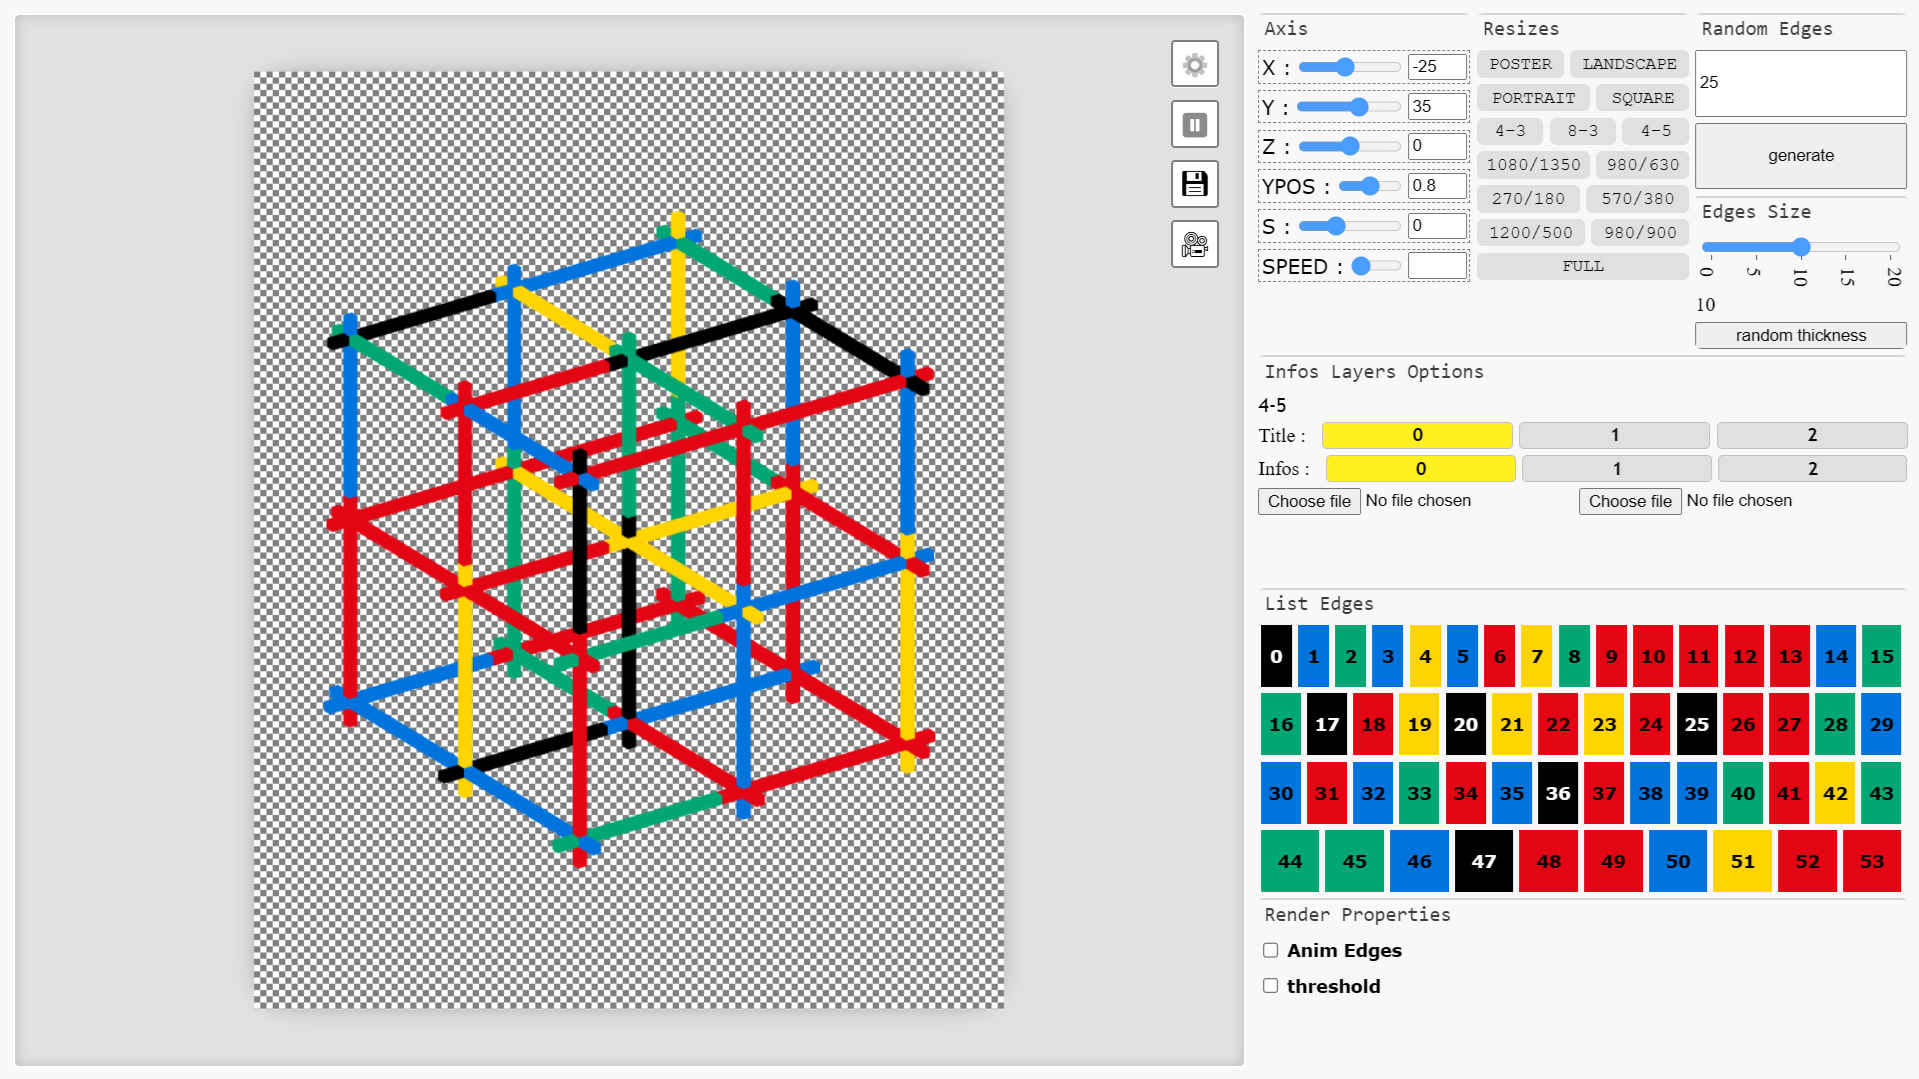 Axis
X : -25
Y : 35
Z : 0
YPOS : 0.8
S : 0
SPEED :
Resizes
POSTER LANDSCAPE
PORTRAIT SQUARE
4-3 8-3 4-5
1080/1350 980/630
270/180 570/380
1200/500 980/900
FULL
Random Edges
25
generate
Edges Size
0 5 10 15 20
10
random thickness
Infos Layers Options
4-5
Title : 0 1 2
Infos : 0 1 2
Choose file No file chosen Choose file No file chosen
List Edges
0 1 2 3 4 5 6 7 8 9 10 11 12 13 14 15
16 17 18 19 20 21 22 23 24 25 26 27 28 29
30 31 32 33 34 35 36 37 38 39 40 41 42 43
44 45 46 47 48 49 50 51 52 53
Render Properties
Anim Edges
threshold